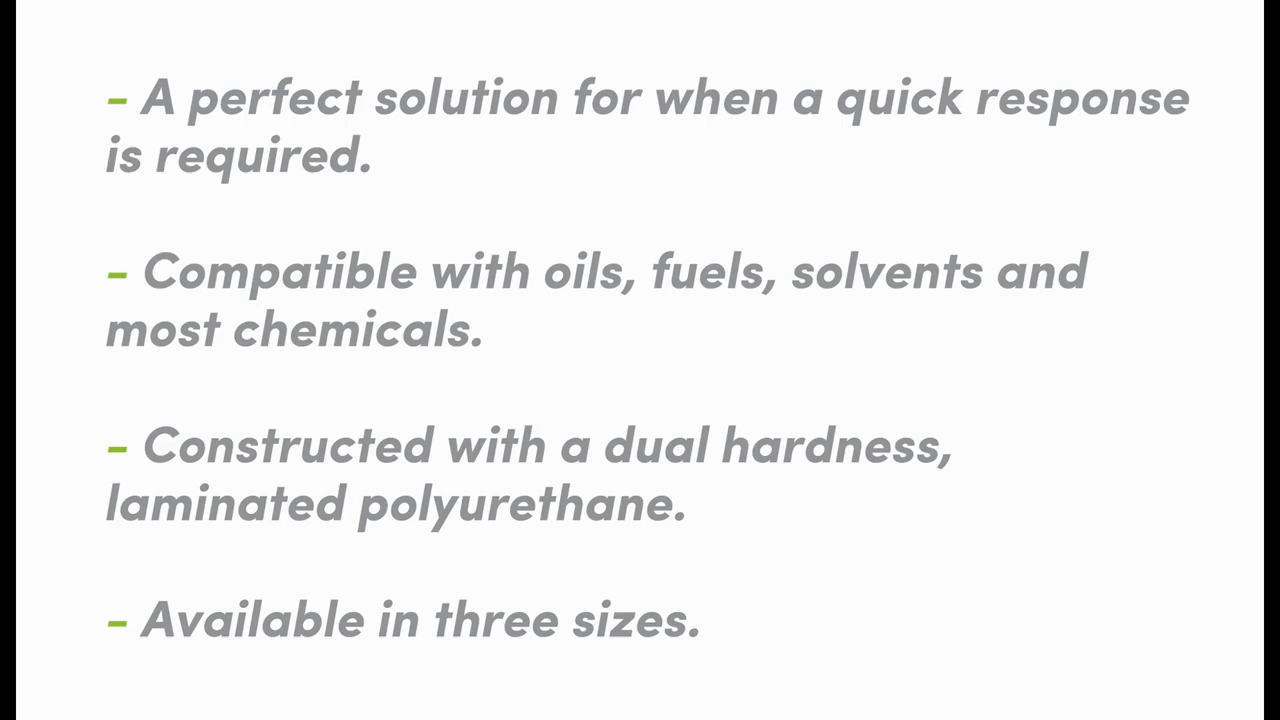 - A perfect solution for when a quick response
is required.
- Compatible with oils, fuels, solvents and
most chemicals.
- Constructed with a dual hardness,
laminated polyurethane.
- Available in three sizes.